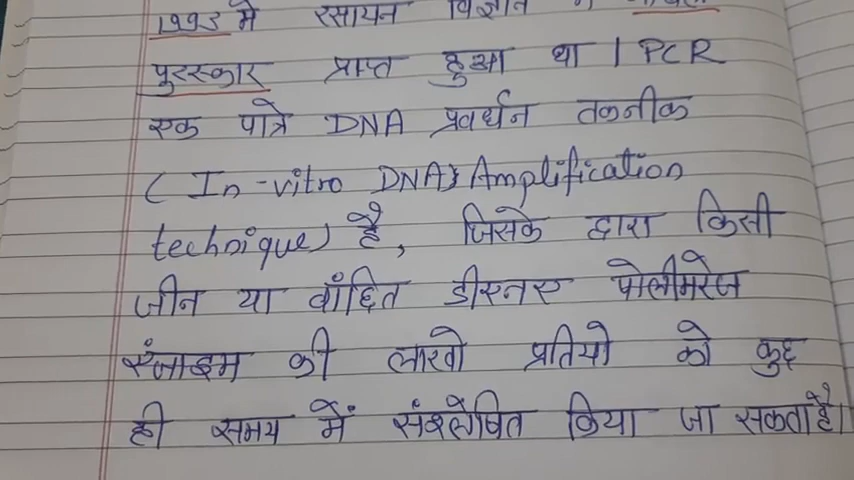 1993 में रसायन विज्ञान
पुरस्कार प्राप्त हुआ था | PCR
एक पात्रे DNA प्रवर्धन तकनीक
( In-vitro DNA Amplification
technique) है, जिसके द्वारा किसी
जीन या वांछित डीएनए पोलीमरेज
एंजाइम की लाखो प्रतियो को कुछ
ही समय में संश्लेषित किया जा सकता है।